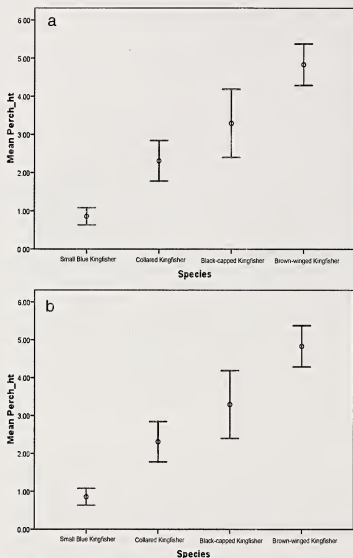 a
6.00
5.00
4.00
3.00
2.00
1.00
0.00
Mean Perch_ht
Small Blue Kingfisher Collared Kingfisher Black-capped Kingfisher Brown-winged Kingfisher
Species
b
6.00
5.00
4.00
3.00
2.00
1.00
0.00
Mean Perch_ht
Small Blue Kingfisher Collared Kingfisher Black-capped Kingfisher Brown-winged Kingfisher
Species